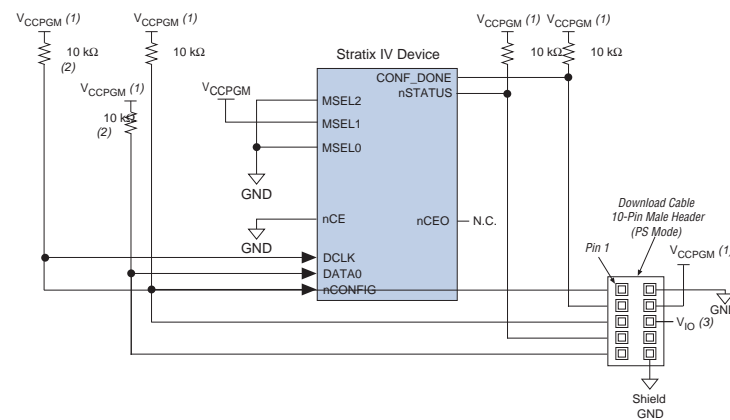 VCCPGM (1)
VCCPGM (1)
VCCPGM (1)
VCCPGM (1)
10 kΩ
(2)
10 kΩ
10 kΩ
10 kΩ
Stratix IV Device
VCCPGM (1)
10 kΩ
(2)
VCCPGM
CONF_DONE
nSTATUS
MSEL2
MSEL1
MSEL0
GND
nCE
GND
nCEO
N.C.
DCLK
DATA0
nCONFIG
Download Cable
10-Pin Male Header
(PS Mode)
Pin 1
VCCPGM (1)
GND
VIO (3)
Shield
GND